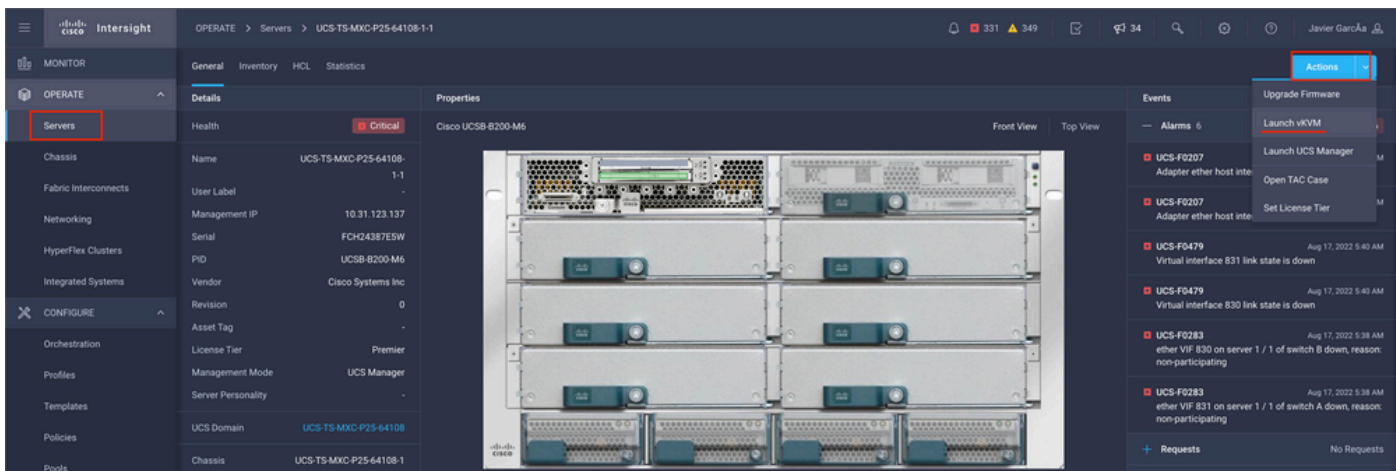 CISCO Intersight
OPERATE > Servers > UCS-TS-MXC-P25-64108-1-1
331 349
34
Javier GarcÃa
MONITOR
OPERATE
Servers
Chassis
Fabric Interconnects
Networking
HyperFlex Clusters
Integrated Systems
CONFIGURE
Orchestration
Profiles
Templates
Policies
Pools
General Inventory HCL Statistics
Actions
Upgrade Firmware
Launch vKVM
Launch UCS Manager
Open TAC Case
Set License Tier
Details
Health Critical
Name UCS-TS-MXC-P25-64108-
1-1
User Label -
Management IP 10.31.123.137
Serial FCH24387E5W
PID UCSB-B200-M6
Vendor Cisco Systems Inc
Revision 0
Asset Tag -
License Tier Premier
Management Mode UCS Manager
Server Personality -
UCS Domain UCS-TS-MXC-P25-64108
Chassis UCS-TS-MXC-P25-64108-1
Properties
Cisco UCSB-B200-M6 Front View Top View
CISCO
Events
Alarms 6
UCS-F0207 M
Adapter ether host inte
UCS-F0207 M
Adapter ether host inte
UCS-F0479 Aug 17, 2022 5:40 AM
Virtual interface 831 link state is down
UCS-F0479 Aug 17, 2022 5:40 AM
Virtual interface 830 link state is down
UCS-F0283 Aug 17, 2022 5:38 AM
ether VIF 830 on server 1 / 1 of switch B down, reason:
non-participating
UCS-F0283 Aug 17, 2022 5:38 AM
ether VIF 831 on server 1 / 1 of switch A down, reason:
non-participating
Requests No Requests